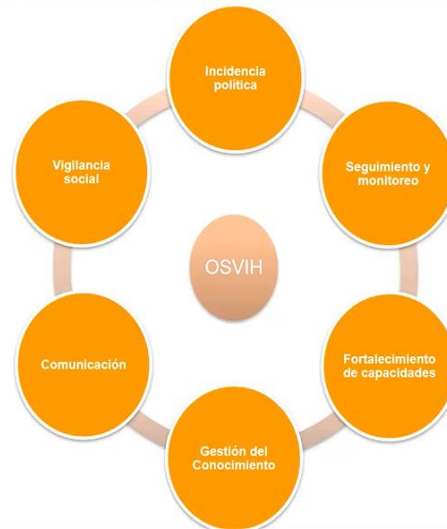 Incidencia
política
Seguimiento y
monitoreo
Fortalecimiento
de capacidades
Gestión del
Conocimiento
Comunicación
Vigilancia
social
OSVIH